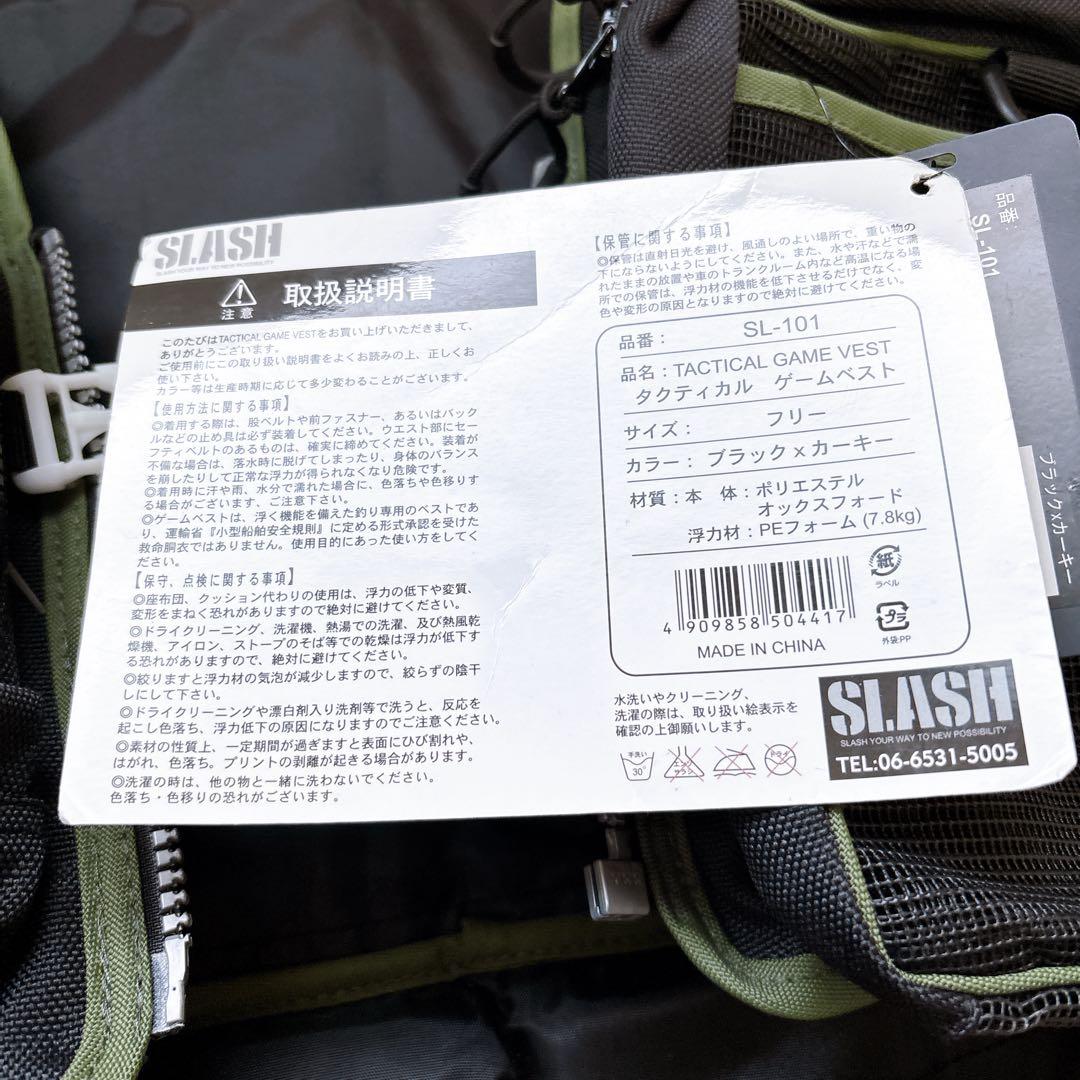 SLASH
SLASH YOUR WAY TO NEW POSSIBILITY
注意
取扱説明書
このたびはTACTICAL GAME VESTをお買い上げいただきまして、
ありがとうございます。
ご使用前にこの取り扱い説明書をよくお読みの上、正しくお
使い下さい。
カラー等は生産時期に応じて多少変わることがございます。
【使用方法に関する事項】
◎着用する際は、股ベルトや前ファスナー、あるいはバック
ルなどの止め具は必ず装着してください。ウエスト部にセー
フティベルトのあるものは、確実に締めてください。装着が
不備な場合は、落水時に脱げてしまったり、身体のバランス
を崩したりして正常な浮力が得られなくなり危険です。
◎着用時に汗や雨、水分で濡れた場合に、色落ちや色移りす
る場合がございます、ご注意下さい。
◎ゲームベストは、浮く機能を備えた釣り専用のベストであ
り、運輸省『小型船舶安全規則』に定める形式承認を受けた
救命胴衣ではありません。使用目的にあった使い方をしてく
ださい。
【保守、点検に関する事項】
◎座布団、クッション代わりの使用は、浮力の低下や変質、
変形をまねく恐れがありますので絶対に避けてください。
◎ドライクリーニング、洗濯機、熱湯での洗濯、及び熱風乾
燥機、アイロン、ストーブのそば等での乾燥は浮力が低下す
る恐れがありますので、絶対に避けてください。
◎絞りますと浮力材の気泡が減少しますので、絞らずの陰干
しにして下さい。
◎ドライクリーニングや漂白剤入り洗剤等で洗うと、反応を
起こし色落ち、浮力低下の原因になりますのでご注意ください。
◎素材の性質上、一定期間が過ぎますと表面にひび割れや、
はがれ、色落ち。プリントの剥離が起きる場合があります。
◎洗濯の時は、他の物と一緒に洗わないでください。
色落ち・色移りの恐れがございます。
【保管に関する事項】
◎保管は直射日光を避け、風通しのよい場所で、重い物の
下にならないようにしてください。また、水や汗などで濡
れたままの放置や車のトランクルーム内など高温になる場
所での保管は、浮力材の機能を低下させるだけでなく、変
色や変形の原因となりますので絶対に避けてください。
品番： SL-101
品名：TACTICAL GAME VEST
タクティカル ゲームベスト
サイズ： フリー
カラー： ブラックxカーキー
材質：本 体：ポリエステル
オックスフォード
浮力材：PEフォーム (7.8kg)
紙
ラベル
プラ
外袋:PP
4 909858 504417
MADE IN CHINA
水洗いやクリーニング、
洗濯の際は、取り扱い絵表示を
確認の上御願いします。
手洗い
30
エンソ
サラシ
ドライ
SLASH
SLASH YOUR WAY TO NEW POSSIBILITY
TEL:06-6531-5005
品番:
SL-101
ブラックxカーキー